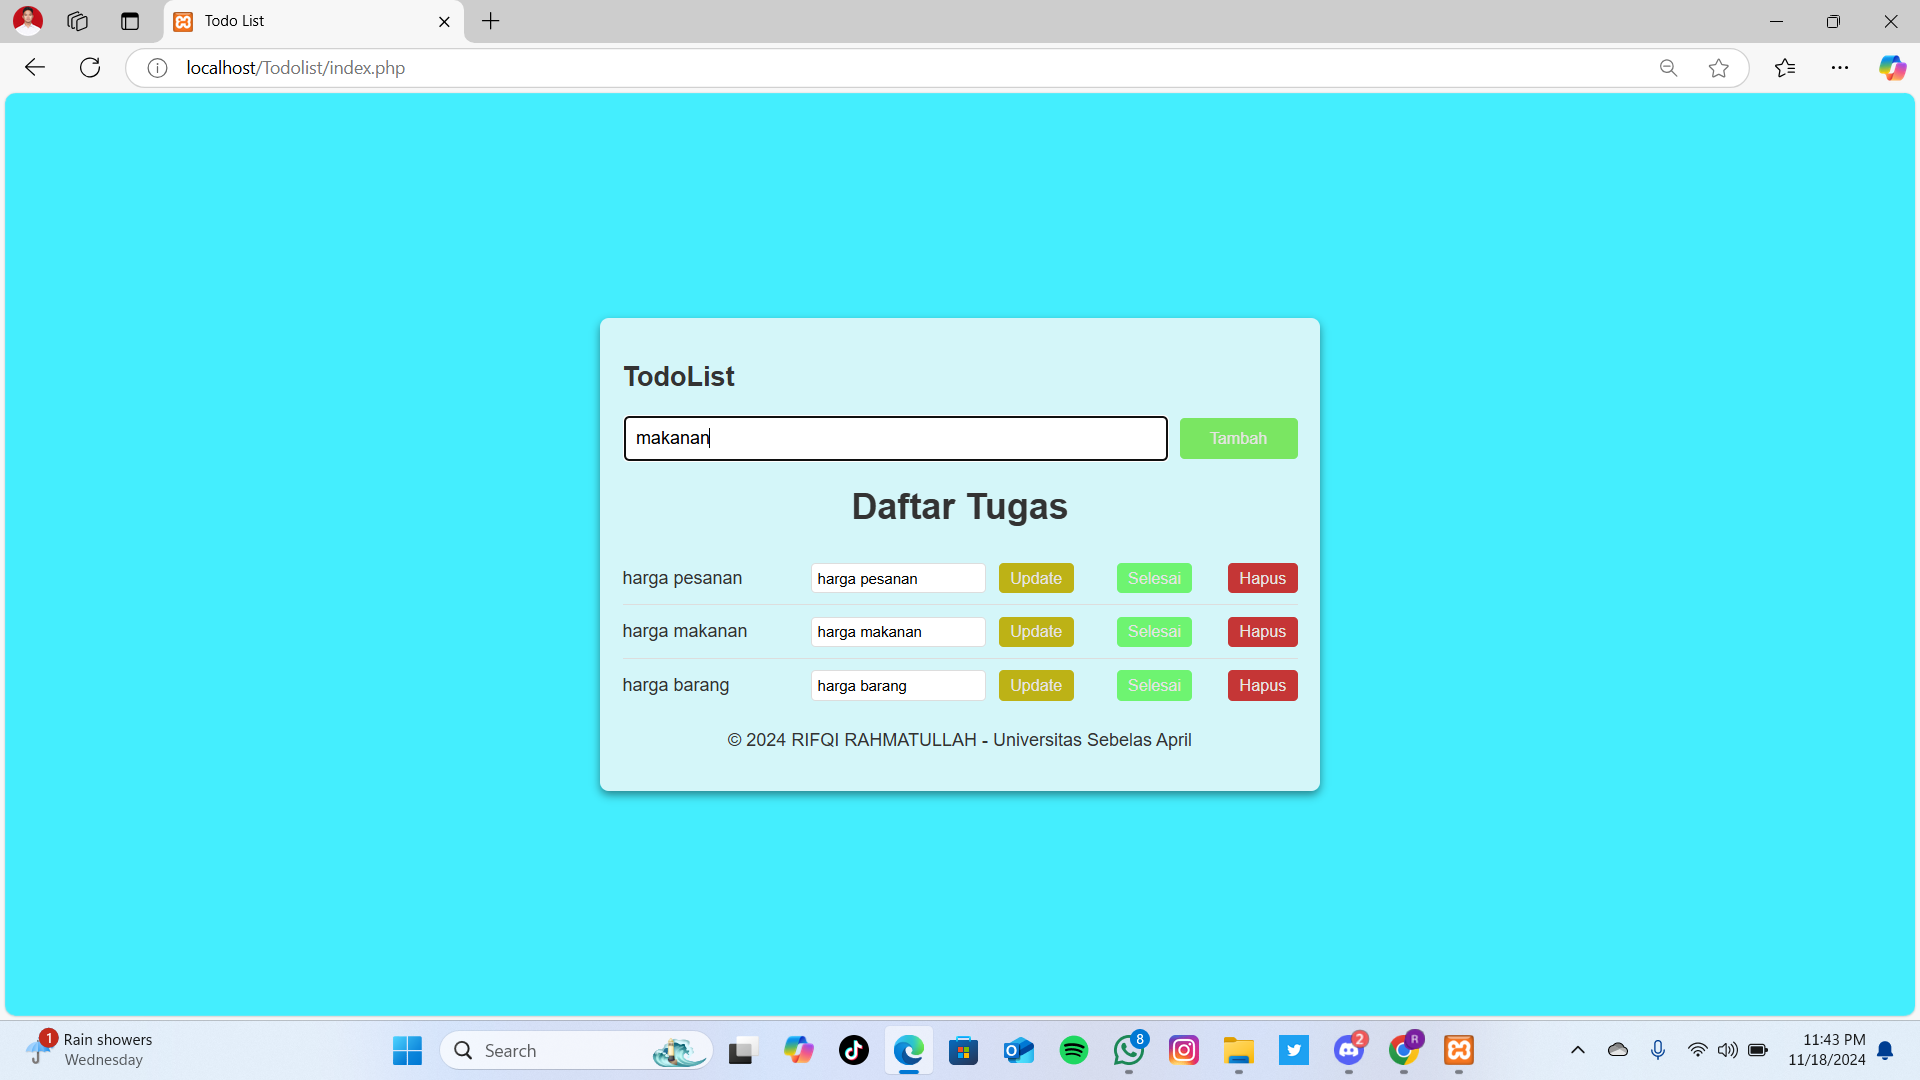 Todo List
localhost/Todolist/index.php
TodoList
makanan
Tambah
Daftar Tugas
harga pesanan harga pesanan Update Selesai Hapus
harga makanan harga makanan Update Selesai Hapus
harga barang harga barang Update Selesai Hapus
© 2024 RIFQI RAHMATULLAH - Universitas Sebelas April
1
Rain showers
Wednesday
Search
8
2
R
11:43 PM
11/18/2024